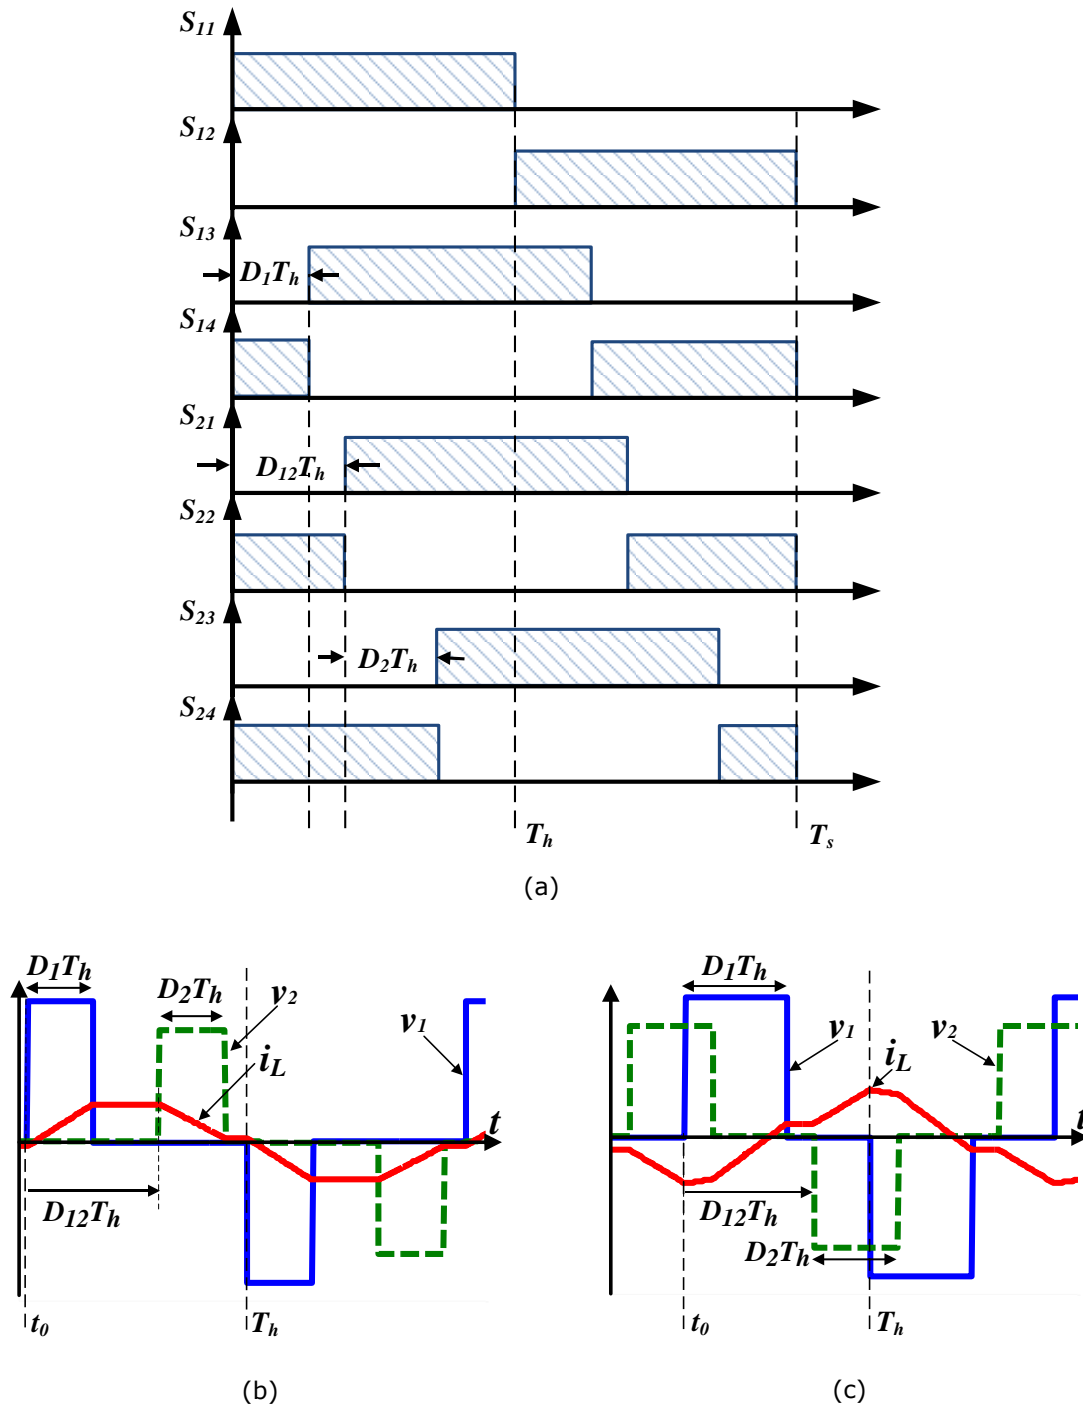 S11
S12
S13
D1Th
S14
S21
D12Th
S22
S23
D2Th
S24
Th
Ts
(a)
D1Th
D2Th
v2
v1
iL
t
D12Th
t0
Th
(b)
D1Th
v1
iL
v2
t
D12Th
D2Th
t0
Th
(c)